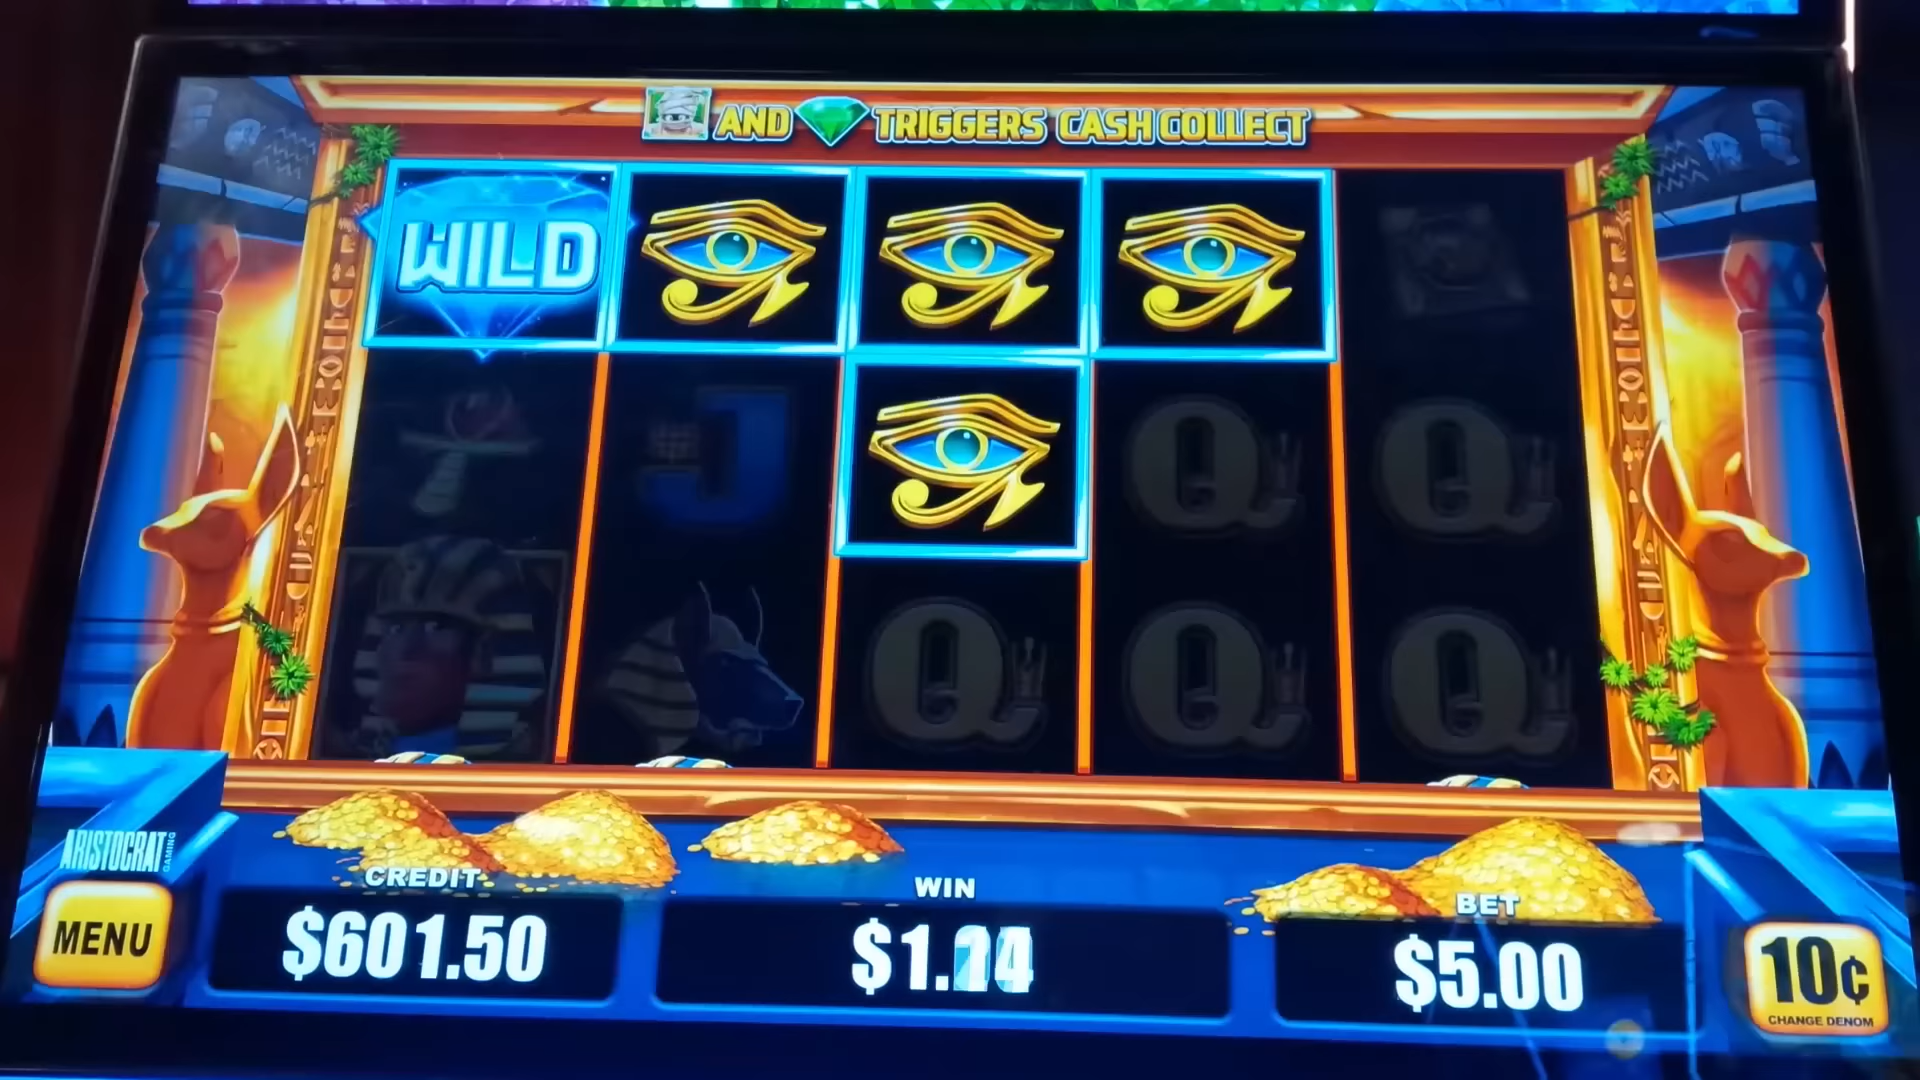 AND TRIGGERS CASH COLLECT
WILD
J
Q Q
Q Q Q
ARISTOCRAT
GAMING
CREDIT WIN BET
MENU $601.50 $5.00 10¢
CHANGE DENOM